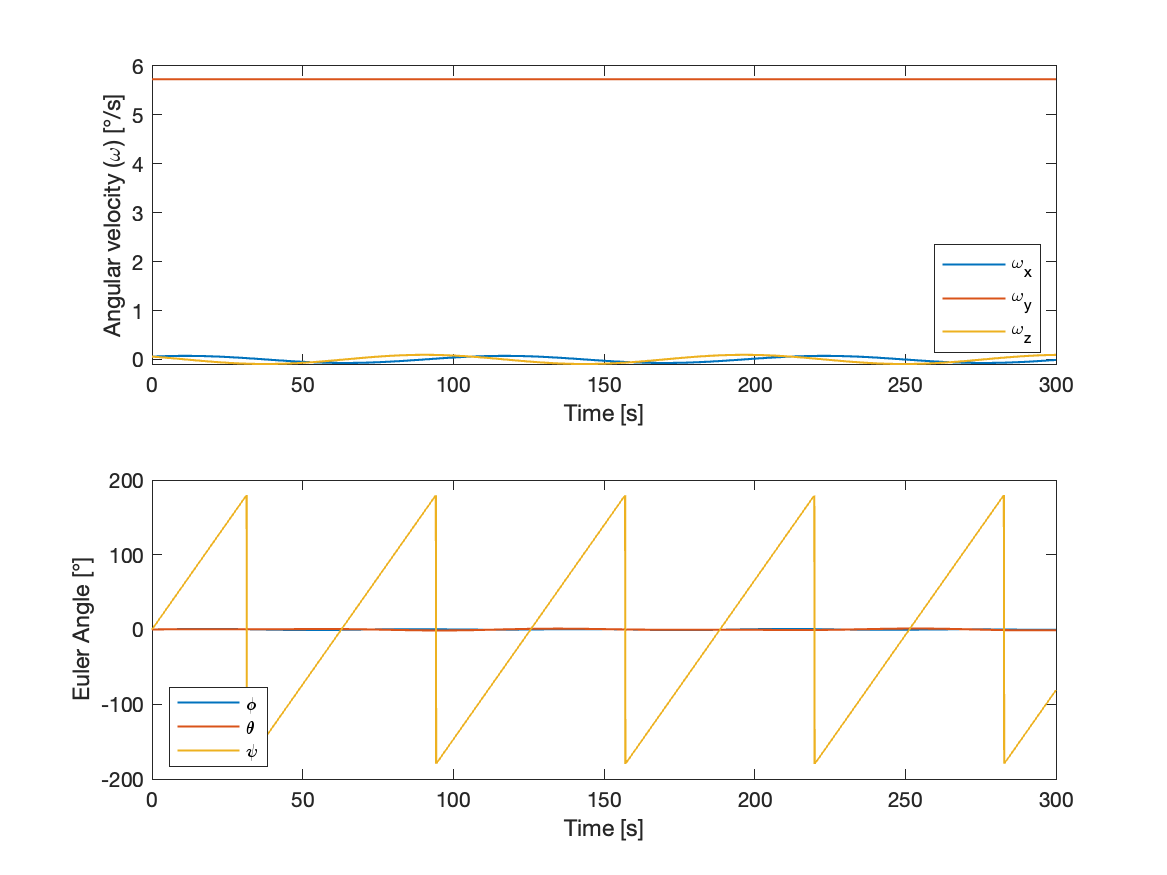 6
5
4
3
2
1
0
Angular velocity (ω) [°/s]
ωx
ωy
ωz
0 50 100 150 200 250 300
Time [s]
200
100
0
-100
-200
Euler Angle [°]
ϕ
θ
ψ
0 50 100 150 200 250 300
Time [s]